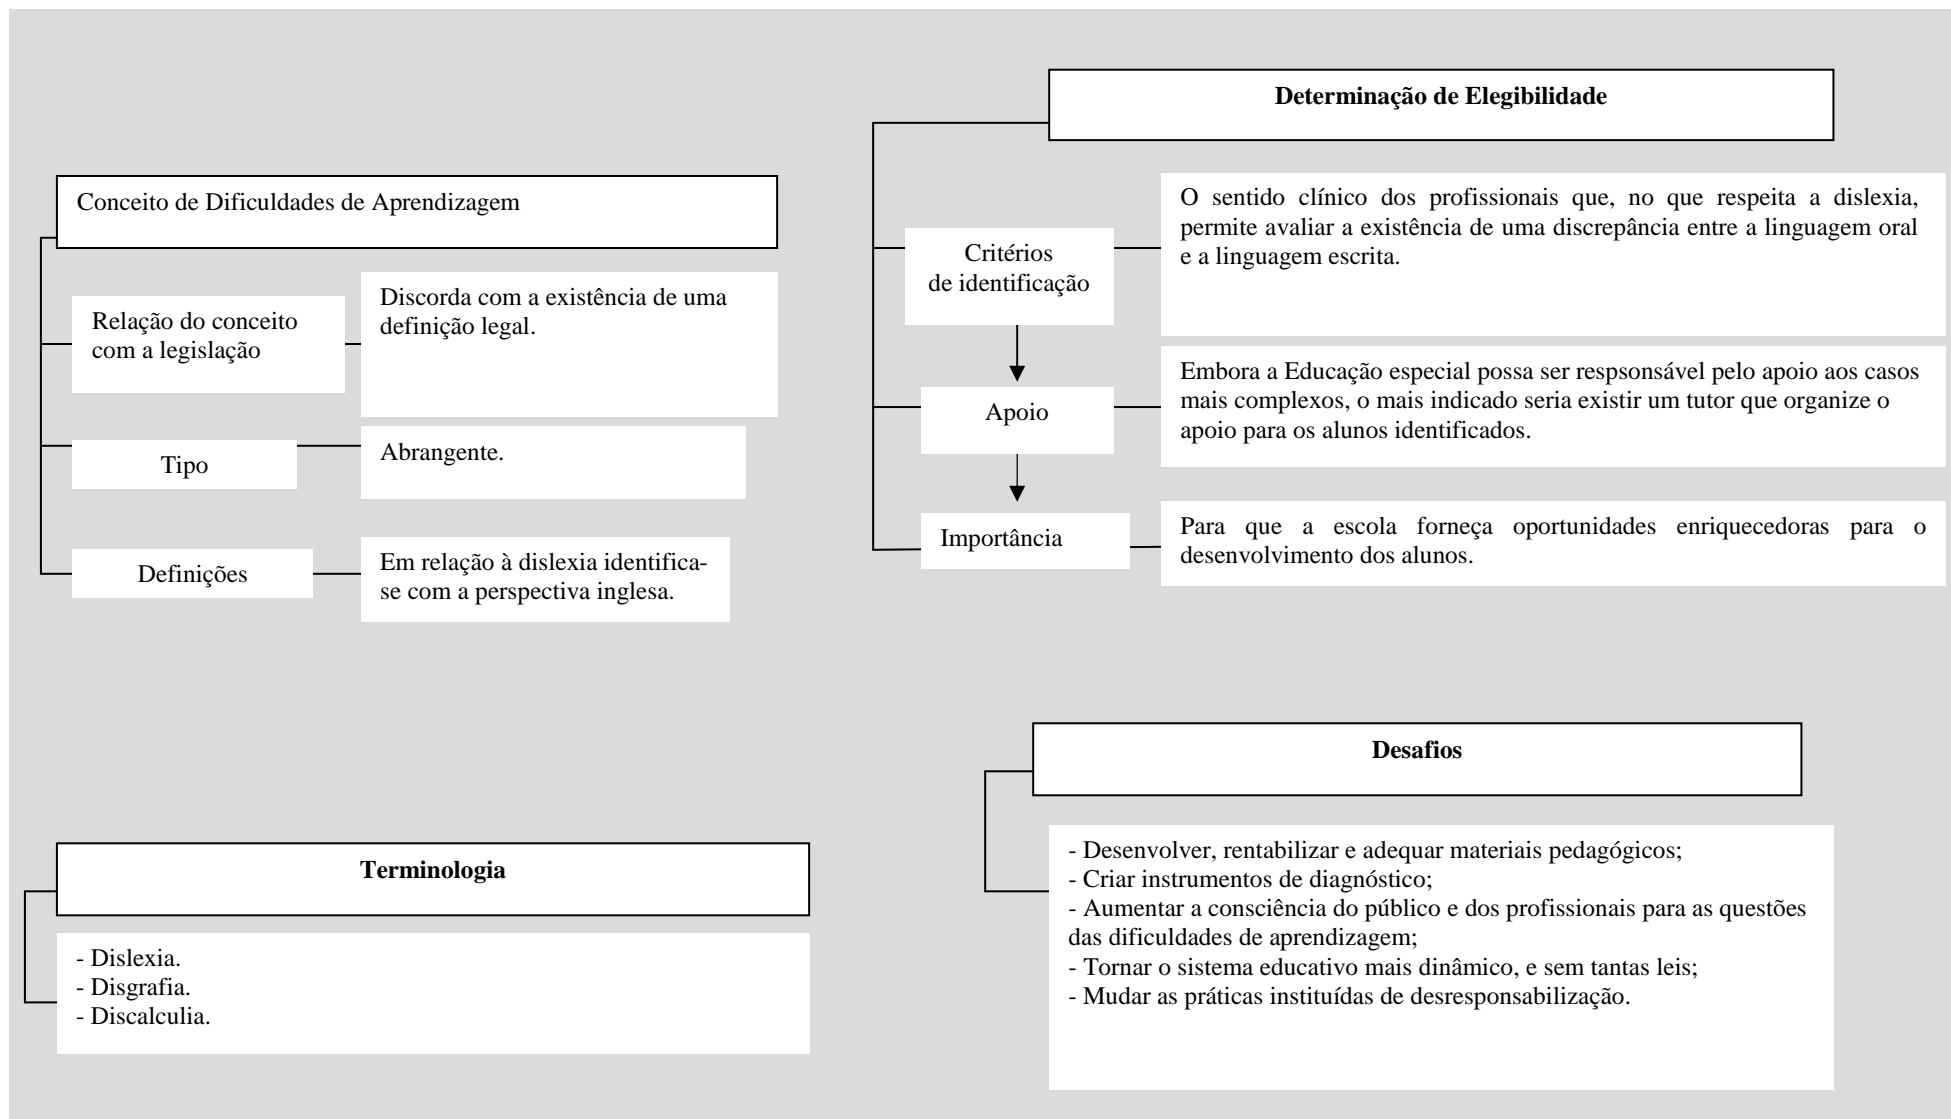 Conceito de Dificuldades de Aprendizagem
Relação do conceito
com a legislação
Discorda com a existência de uma
definição legal.
Tipo
Abrangente.
Definições
Em relação à dislexia identifica-
se com a perspectiva inglesa.
Determinação de Elegibilidade
Critérios
de identificação
O sentido clínico dos profissionais que, no que respeita a dislexia,
permite avaliar a existência de uma discrepância entre a linguagem oral
e a linguagem escrita.
Apoio
Embora a Educação especial possa ser respsonsável pelo apoio aos casos
mais complexos, o mais indicado seria existir um tutor que organize o
apoio para os alunos identificados.
Importância
Para que a escola forneça oportunidades enriquecedoras para o
desenvolvimento dos alunos.
Terminologia
- Dislexia.
- Disgrafia.
- Discalculia.
Desafios
- Desenvolver, rentabilizar e adequar materiais pedagógicos;
- Criar instrumentos de diagnóstico;
- Aumentar a consciência do público e dos profissionais para as questões
das dificuldades de aprendizagem;
- Tornar o sistema educativo mais dinâmico, e sem tantas leis;
- Mudar as práticas instituídas de desresponsabilização.